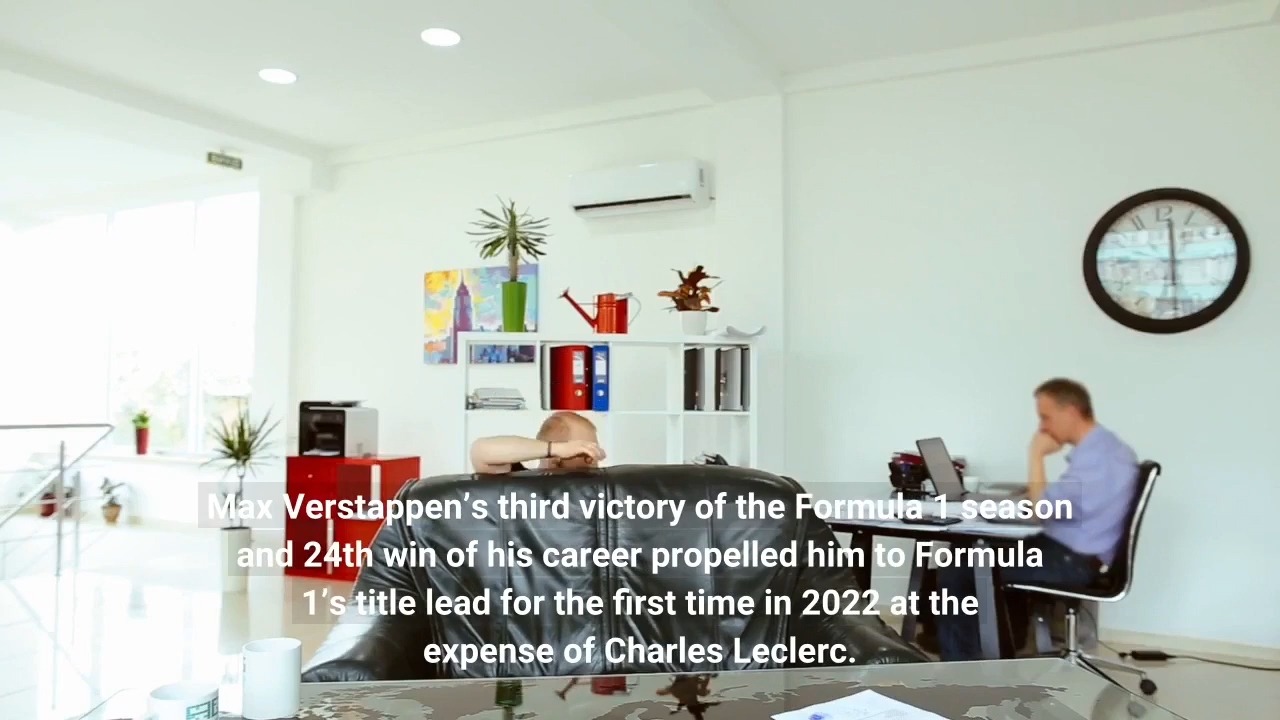 Max Verstappen’s third victory of the Formula 1 season
and 24th win of his career propelled him to Formula
1’s title lead for the first time in 2022 at the
expense of Charles Leclerc.